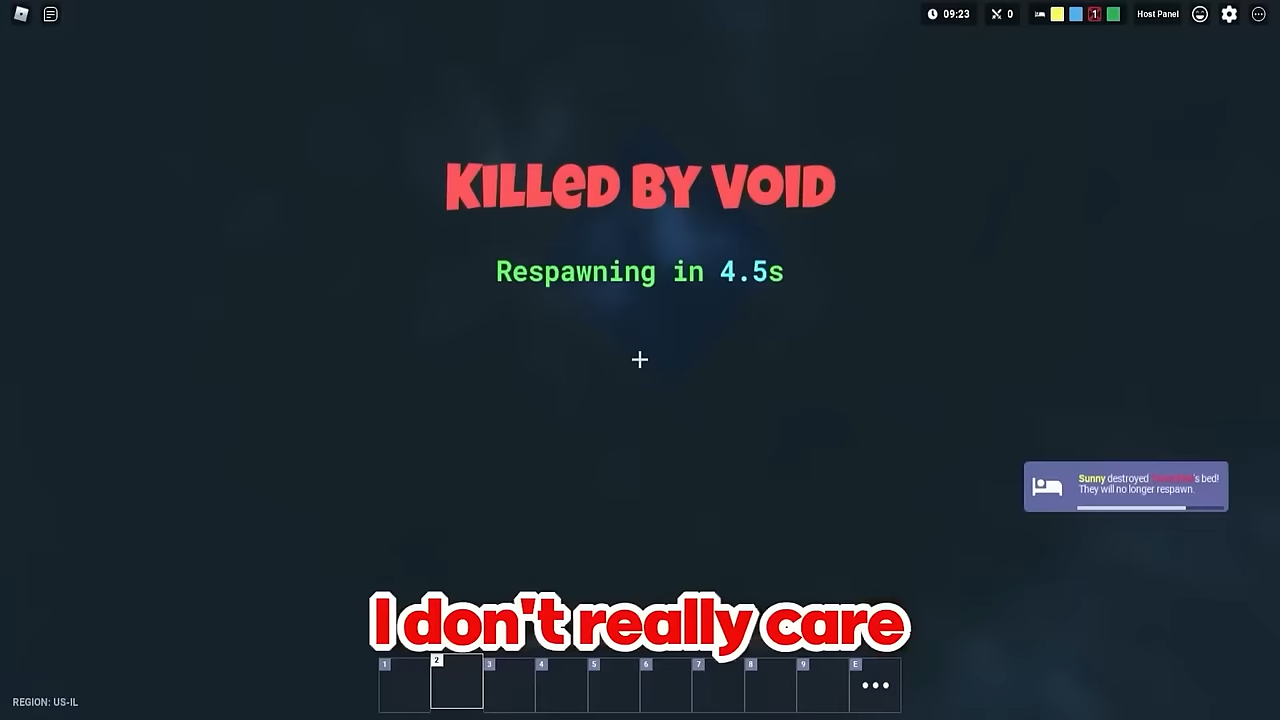 09:23
0
1
Host Panel
KILLED BY VOID
Respawning in 4.5s
Sunny destroyed 's bed!
They will no longer respawn.
I don't really care
1 2 3 4 5 6 7 8 9 E
REGION: US-IL